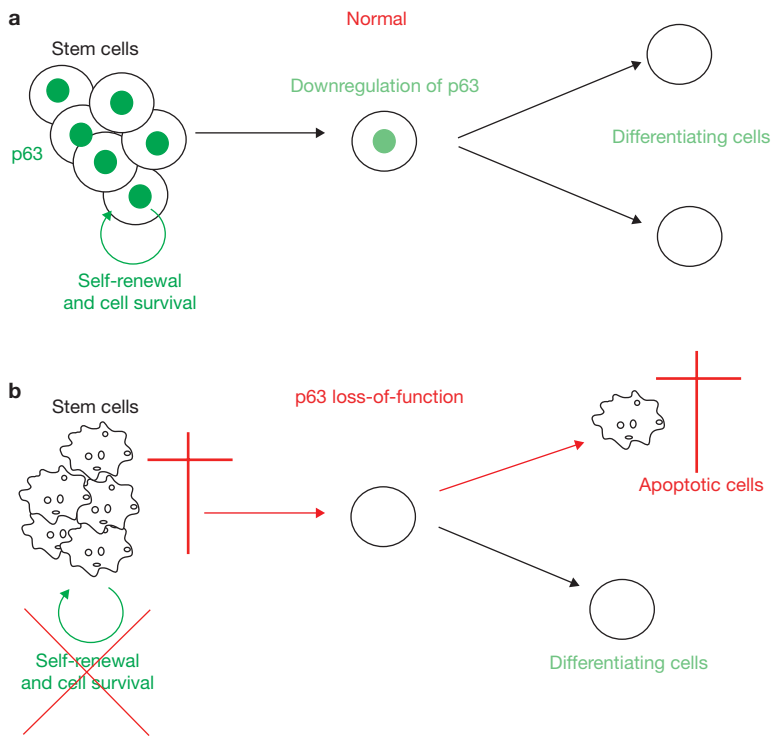 a
Normal
Stem cells
Downregulation of p63
p63
Differentiating cells
Self-renewal
and cell survival
b
p63 loss-of-function
Stem cells
Apoptotic cells
Self-renewal
and cell survival
Differentiating cells